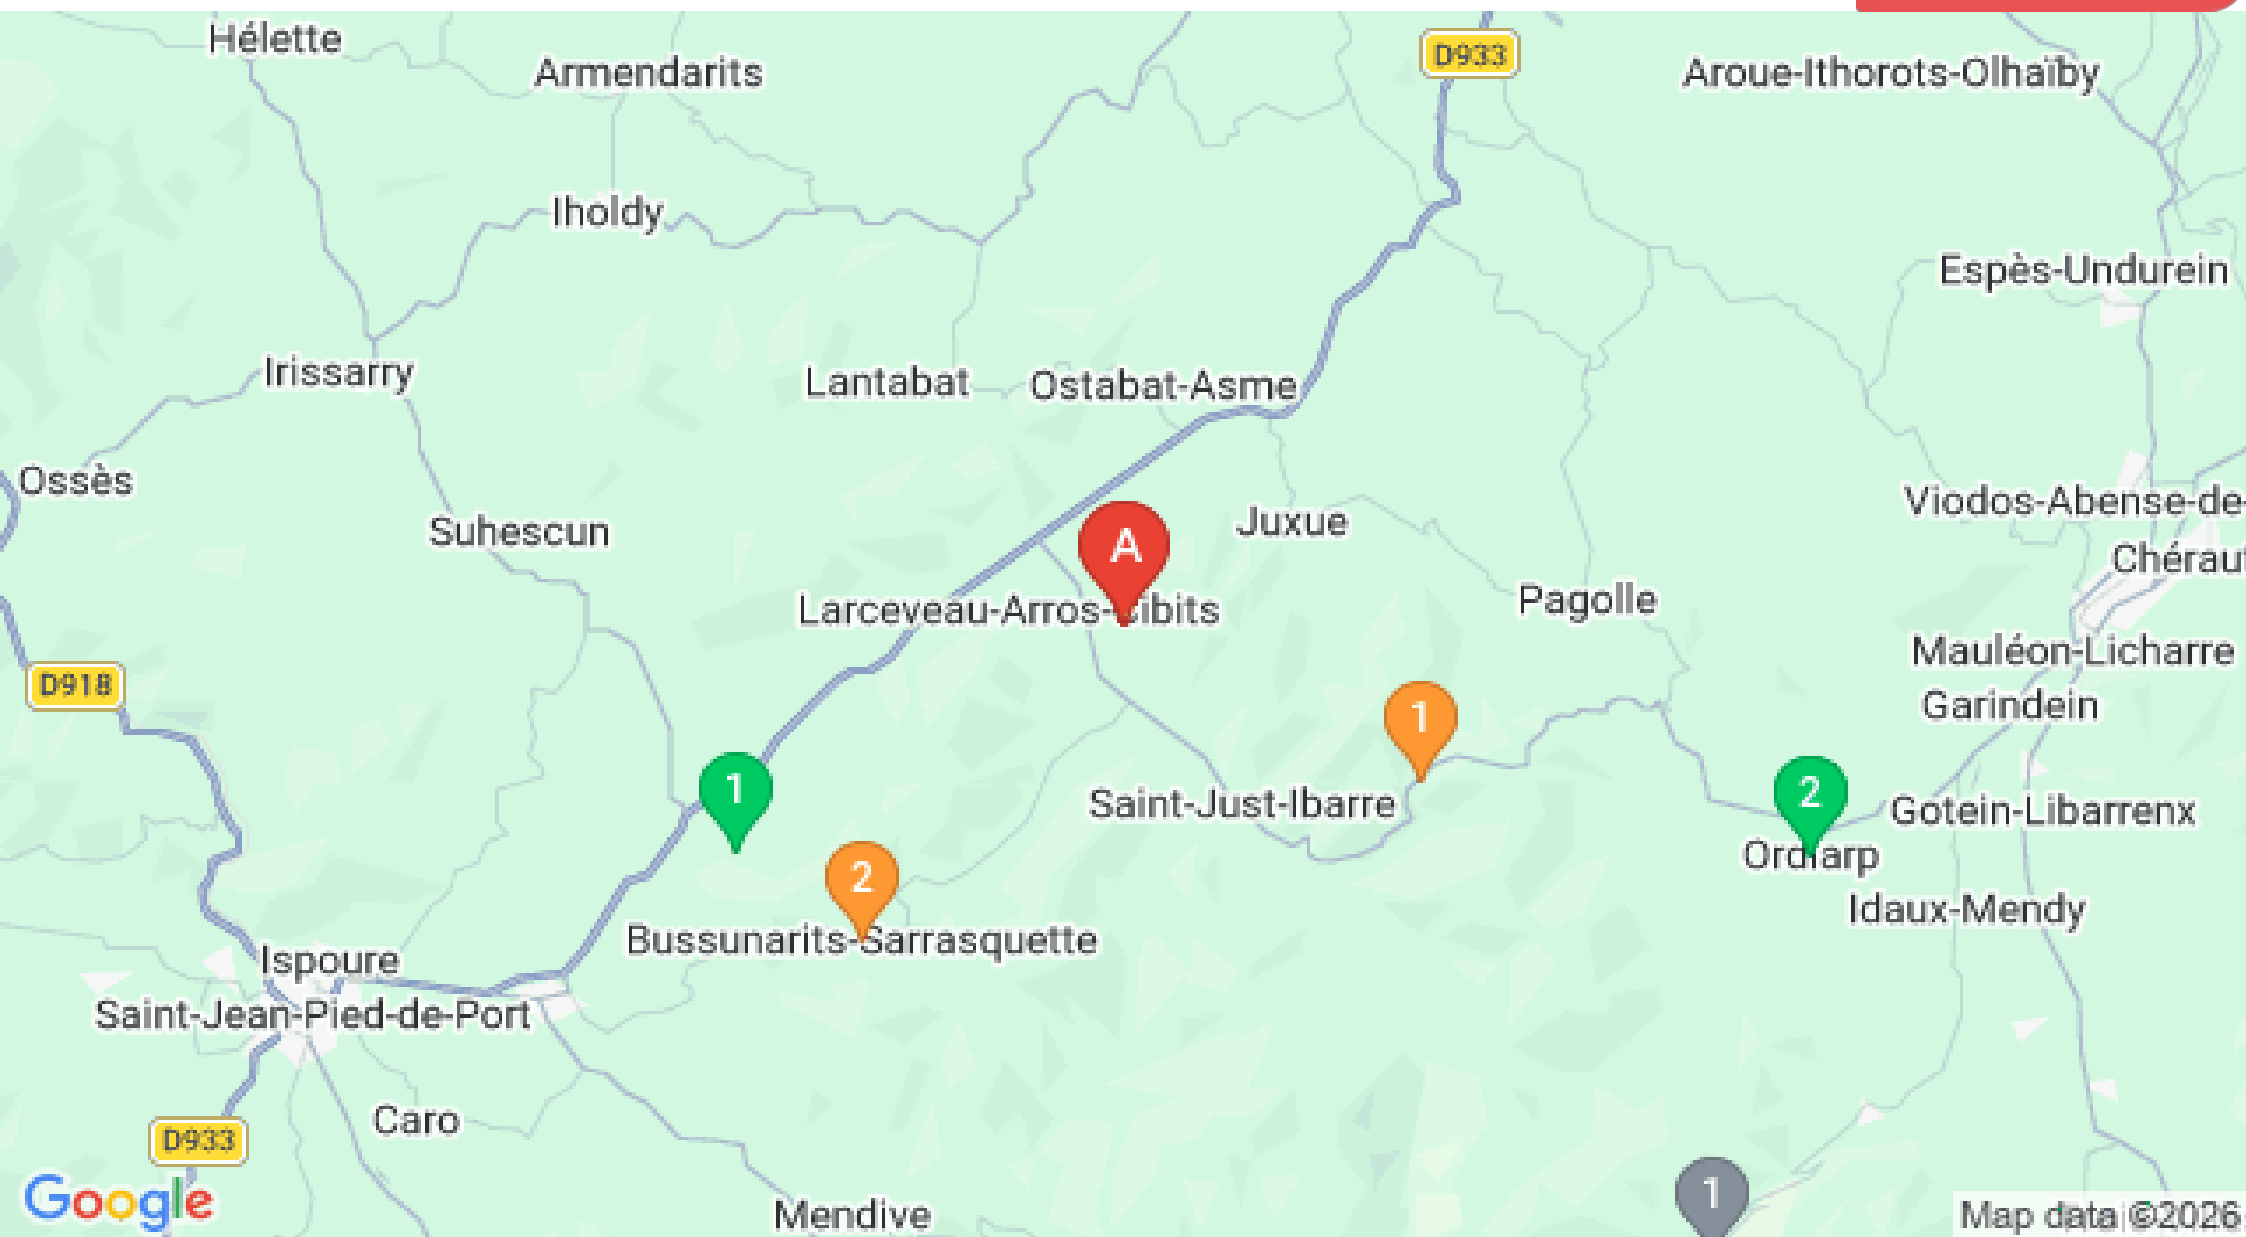 Hélette
Armendarits
D933
Aroue-Ithorots-Olhaïby
Iholdy
Espès-Undurein
Irissarry
Lantabat
Ostabat-Asme
Ossès
Suhescun
Juxue
A
Viodos-Abense-de-
Chéraut
Larceveau-Arros-Cibits
Pagolle
Mauléon-Licharre
D918
Garindein
1
1
2
Saint-Just-Ibarre
Gotein-Libarrenx
Ordiarp
2
Idaux-Mendy
Bussunarits-Sarrasquette
Ispoure
Saint-Jean-Pied-de-Port
Caro
D933
1
Google
Mendive
Map data ©2026